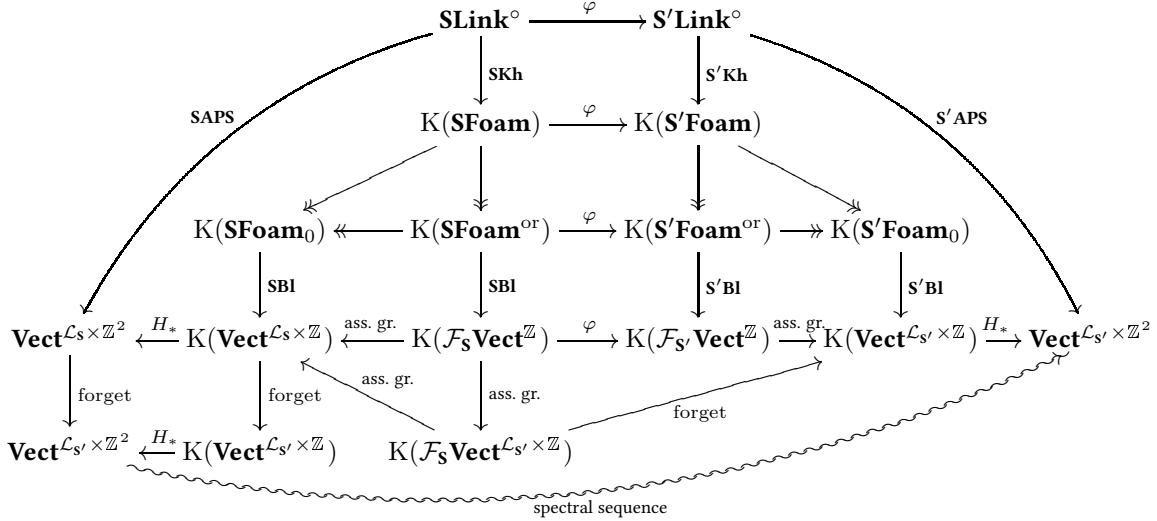 SLink° φ S′Link°
SKh S′Kh
SAPS K(SFoam) φ K(S′Foam) S′APS
K(SFoam₀) K(SFoam^or) φ K(S′Foam^or) K(S′Foam₀)
SBl SBl S′Bl S′Bl
Vect^{ℒ_S×ℤ²} H_* K(Vect^{ℒ_S×ℤ}) ass. gr. K(ℱ_S Vect^ℤ) φ K(ℱ_{S′} Vect^ℤ) ass. gr. K(Vect^{ℒ_{S′}×ℤ}) H_* Vect^{ℒ_{S′}×ℤ²}
forget forget ass. gr. ass. gr. forget
Vect^{ℒ_{S′}×ℤ²} H_* K(Vect^{ℒ_{S′}×ℤ}) K(ℱ_S Vect^{ℒ_{S′}×ℤ})
spectral sequence